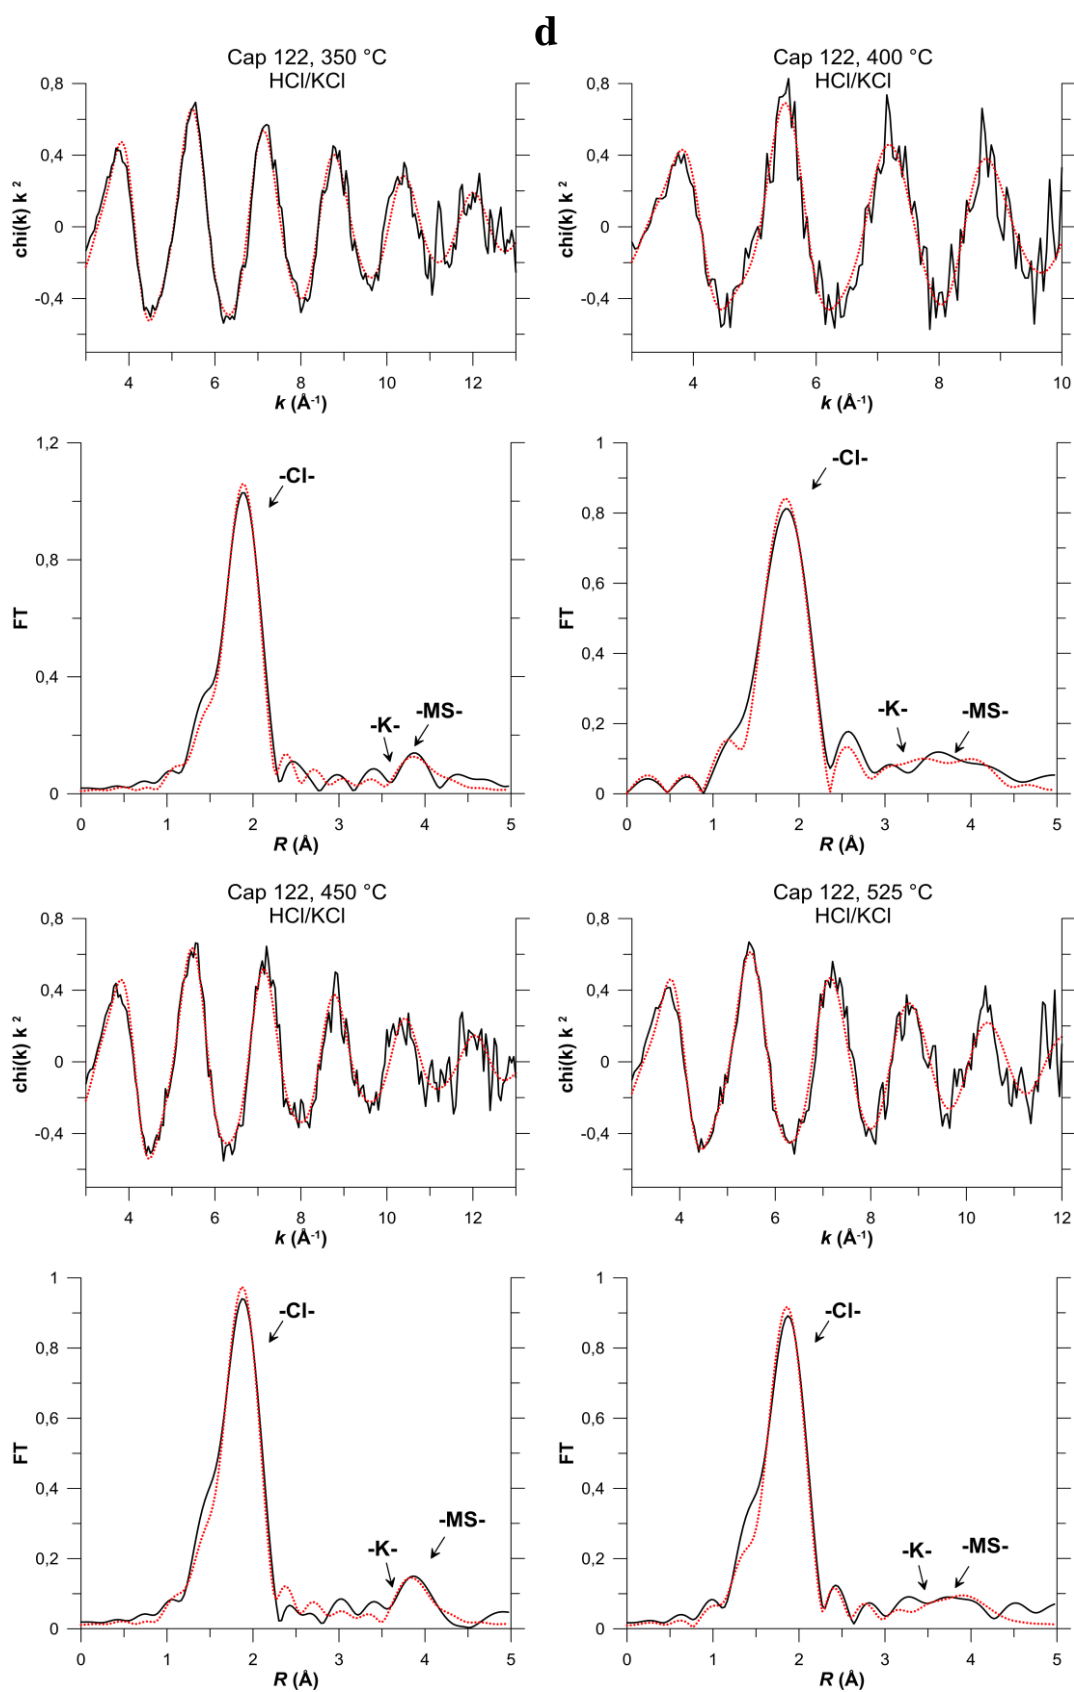 d
Cap 122, 350 °C
HCl/KCl
0,8
0,4
0
-0,4
chi(k) k ²
4 6 8 10 12
k (Å-1)
Cap 122, 400 °C
HCl/KCl
0,8
0,4
0
-0,4
chi(k) k ²
4 6 8 10
k (Å-1)
1,2
0,8
0,4
0
FT
-Cl-
-K-
-MS-
0 1 2 3 4 5
R (Å)
1
0,8
0,6
0,4
0,2
0
FT
-Cl-
-K-
-MS-
0 1 2 3 4 5
R (Å)
Cap 122, 450 °C
HCl/KCl
0,8
0,4
0
-0,4
chi(k) k ²
4 6 8 10 12
k (Å-1)
Cap 122, 525 °C
HCl/KCl
0,8
0,4
0
-0,4
chi(k) k ²
4 6 8 10 12
k (Å-1)
1
0,8
0,6
0,4
0,2
0
FT
-Cl-
-K-
-MS-
0 1 2 3 4 5
R (Å)
1
0,8
0,6
0,4
0,2
0
FT
-Cl-
-K-
-MS-
0 1 2 3 4 5
R (Å)